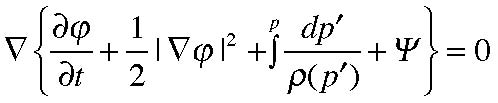 ∇{∂φ/∂t + 1/2 |∇φ|² + ∫^p dp′/ρ(p′) + Ψ} = 0